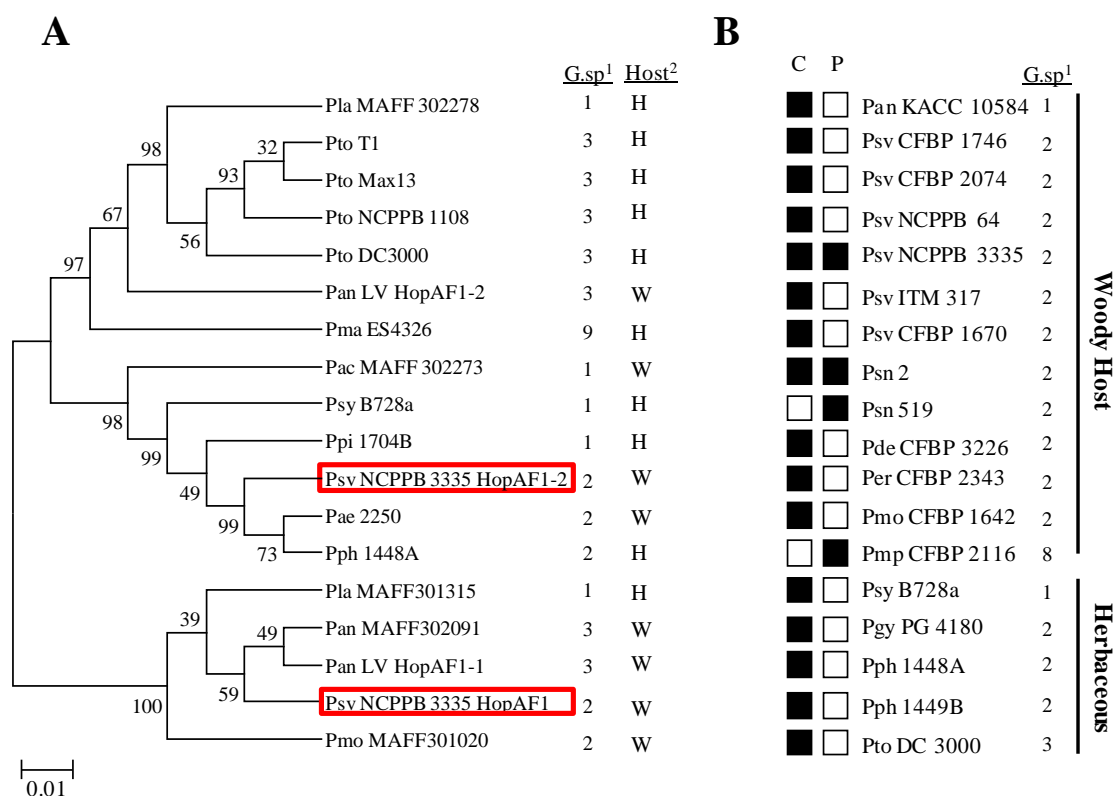 A
B
G.sp1 Host2
C P G.sp1
Pla MAFF 302278 1 H
Pto T1 3 H
Pto Max13 3 H
Pto NCPPB 1108 3 H
Pto DC3000 3 H
Pan LV HopAF1-2 3 W
Pma ES4326 9 H
Pac MAFF 302273 1 W
Psy B728a 1 H
Ppi 1704B 1 H
Psv NCPPB 3335 HopAF1-2 2 W
Pae 2250 2 W
Pph 1448A 2 H
Pla MAFF301315 1 H
Pan MAFF302091 3 W
Pan LV HopAF1-1 3 W
Psv NCPPB 3335 HopAF1 2 W
Pmo MAFF301020 2 W
98
32
93
67
56
97
98
99
49
99
73
39
49
59
100
0.01
Pan KACC 10584 1
Psv CFBP 1746 2
Psv CFBP 2074 2
Psv NCPPB 64 2
Psv NCPPB 3335 2
Psv ITM 317 2
Psv CFBP 1670 2
Psn 2 2
Psn 519 2
Pde CFBP 3226 2
Per CFBP 2343 2
Pmo CFBP 1642 2
Pmp CFBP 2116 8
Psy B728a 1
Pgy PG 4180 2
Pph 1448A 2
Pph 1449B 2
Pto DC 3000 3
Woody Host
Herbaceous